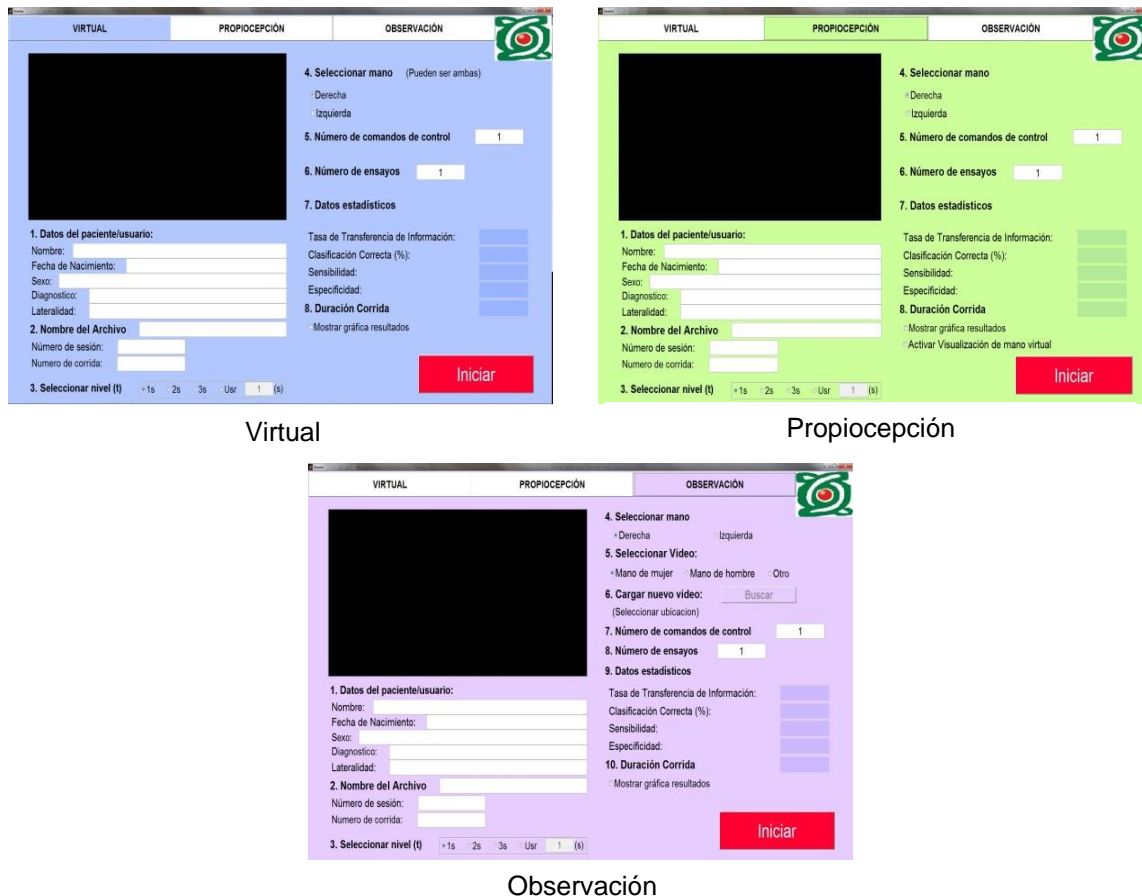 VIRTUAL PROPIOCEPCIÓN OBSERVACIÓN
1. Datos del paciente/usuario:
Nombre:
Fecha de Nacimiento:
Sexo:
Diagnostico:
Lateralidad:
2. Nombre del Archivo
Número de sesión:
Numero de corrida:
3. Seleccionar nivel (t) 1s 2s 3s Usr 1 (s)
4. Seleccionar mano (Pueden ser ambas)
Derecha
Izquierda
5. Número de comandos de control 1
6. Número de ensayos 1
7. Datos estadísticos
Tasa de Transferencia de Información:
Clasificación Correcta (%):
Sensibilidad:
Especificidad:
8. Duración Corrida
Mostrar gráfica resultados
Iniciar
Virtual
VIRTUAL PROPIOCEPCIÓN OBSERVACIÓN
1. Datos del paciente/usuario:
Nombre:
Fecha de Nacimiento:
Sexo:
Diagnostico:
Lateralidad:
2. Nombre del Archivo
Número de sesión:
Numero de corrida:
3. Seleccionar nivel (t) 1s 2s 3s Usr 1 (s)
4. Seleccionar mano
Derecha
Izquierda
5. Número de comandos de control 1
6. Número de ensayos 1
7. Datos estadísticos
Tasa de Transferencia de Información:
Clasificación Correcta (%):
Sensibilidad:
Especificidad:
8. Duración Corrida
Mostrar gráfica resultados
Activar Visualización de mano virtual
Iniciar
Propiocepción
VIRTUAL PROPIOCEPCIÓN OBSERVACIÓN
1. Datos del paciente/usuario:
Nombre:
Fecha de Nacimiento:
Sexo:
Diagnostico:
Lateralidad:
2. Nombre del Archivo
Número de sesión:
Numero de corrida:
3. Seleccionar nivel (t) 1s 2s 3s Usr 1 (s)
4. Seleccionar mano
Derecha Izquierda
5. Seleccionar Video:
Mano de mujer Mano de hombre Otro
6. Cargar nuevo video: Buscar
(Seleccionar ubicacion)
7. Número de comandos de control 1
8. Número de ensayos 1
9. Datos estadísticos
Tasa de Transferencia de Información:
Clasificación Correcta (%):
Sensibilidad:
Especificidad:
10. Duración Corrida
Mostrar gráfica resultados
Iniciar
Observación